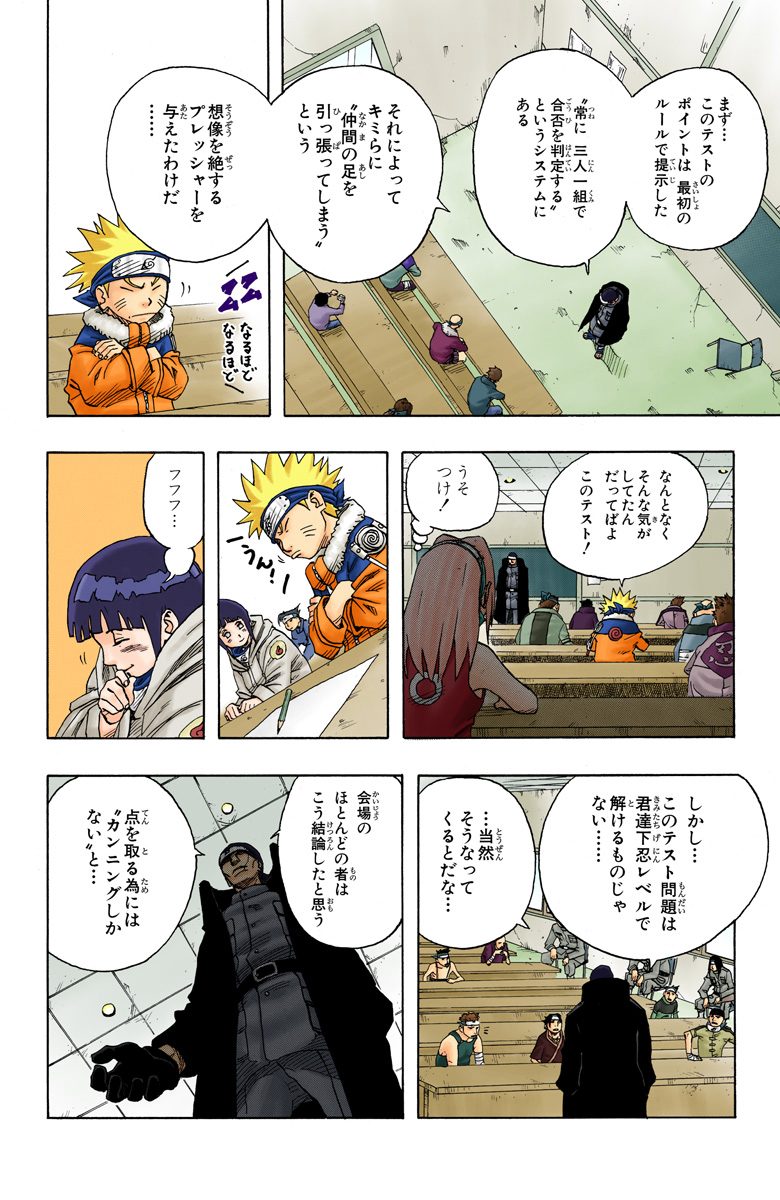 まず…
このテストの
ポイントは 最初の
ルールで提示した
〝常に 三人一組で
合否を判定する〟
というシステムに
ある
それによって
キミらに
〝仲間の足を
引っ張ってしまう〟
という
想像を絶する
プレッシャーを
与えたわけだ
……
ムム
なるほど
なるほど
なんとなく
そんな気が
してたん
だってばよ
このテスト!
うそ
つけ!
うん!!
フフフ…
しかし…
このテスト問題は
君達下忍レベルで
解けるものじゃ
ない……
…当然
そうなって
くるとだな…
会場の
ほとんどの者は
こう結論したと思う
点を取る為には
〝カンニングしか
ない〟と…